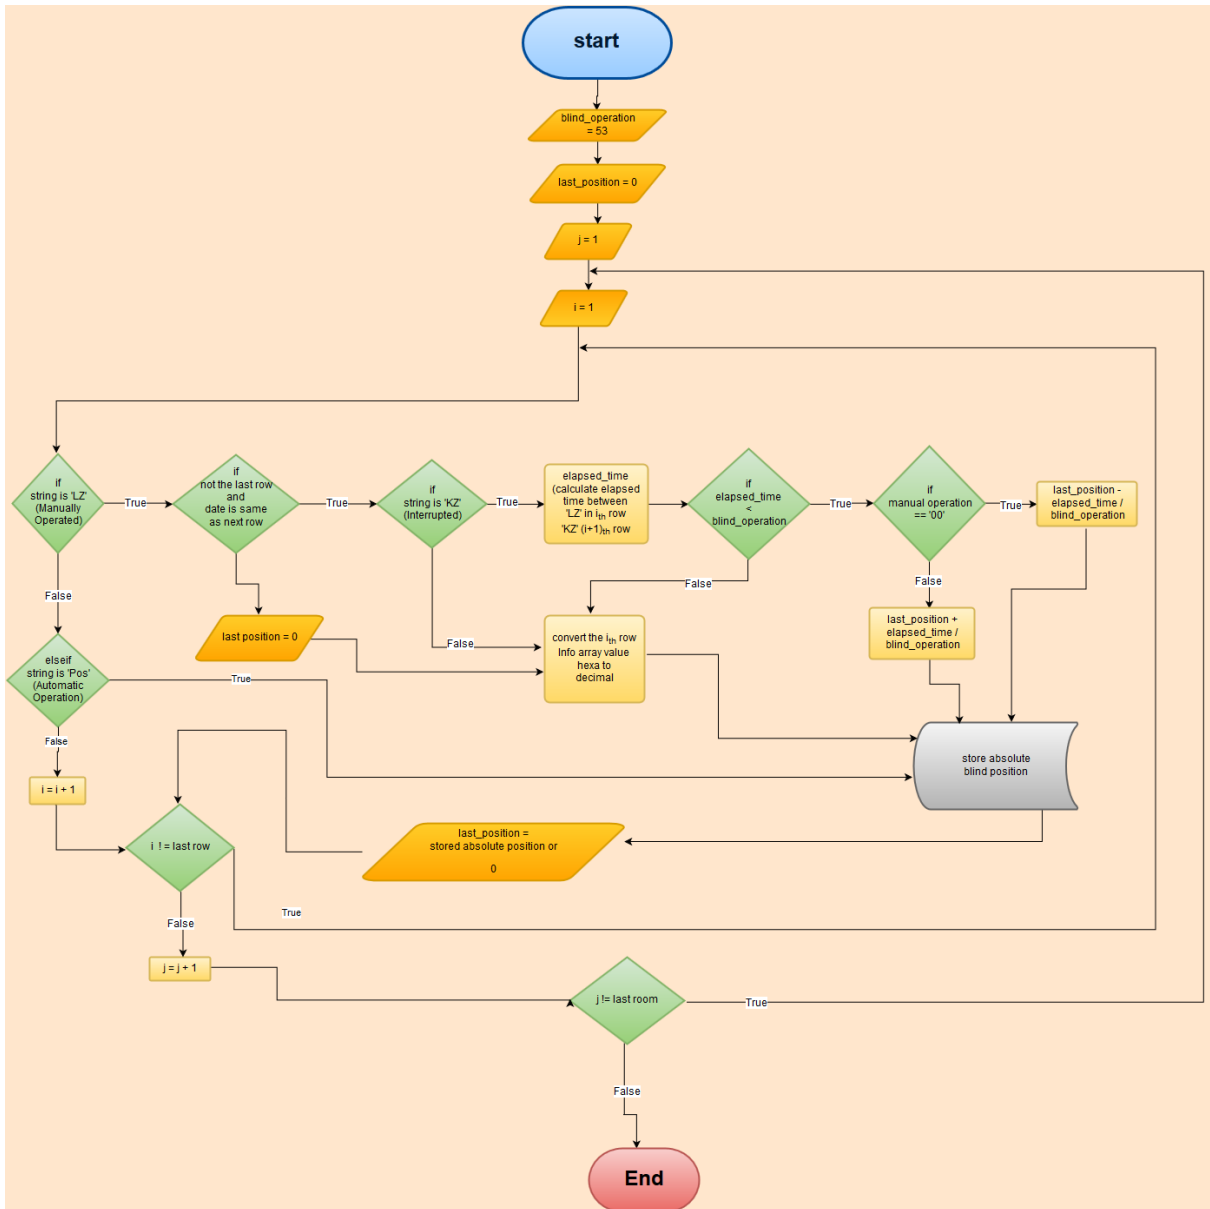 start
blind_operation
= 53
last_position = 0
j = 1
i = 1
if
string is 'LZ'
(Manually
Operated)
True
if
not the last row
and
date is same
as next row
True
if
string is 'KZ'
(Interrupted)
True
elapsed_time
(calculate elapsed
time between
'LZ' in ith row
'KZ' (i+1)th row
if
elapsed_time
<
blind_operation
True
if
manual operation
== '00'
True
last_position -
elapsed_time /
blind_operation
False
False
False
last_position +
elapsed_time /
blind_operation
last position = 0
False
convert the ith row
Info array value
hexa to
decimal
elseif
string is 'Pos'
(Automatic
Operation)
True
False
store absolute
blind position
i = i + 1
i != last row
last_position =
stored absolute position or
0
True
False
j = j + 1
j != last room
True
False
End